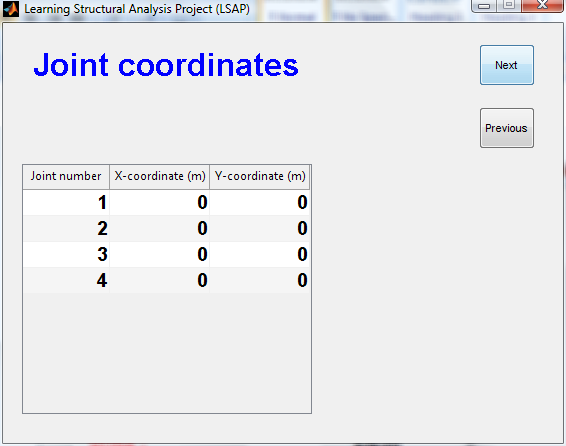 Learning Structural Analysis Project (LSAP)
Joint coordinates
Next
Previous
Joint number X-coordinate (m) Y-coordinate (m)
1 0 0
2 0 0
3 0 0
4 0 0